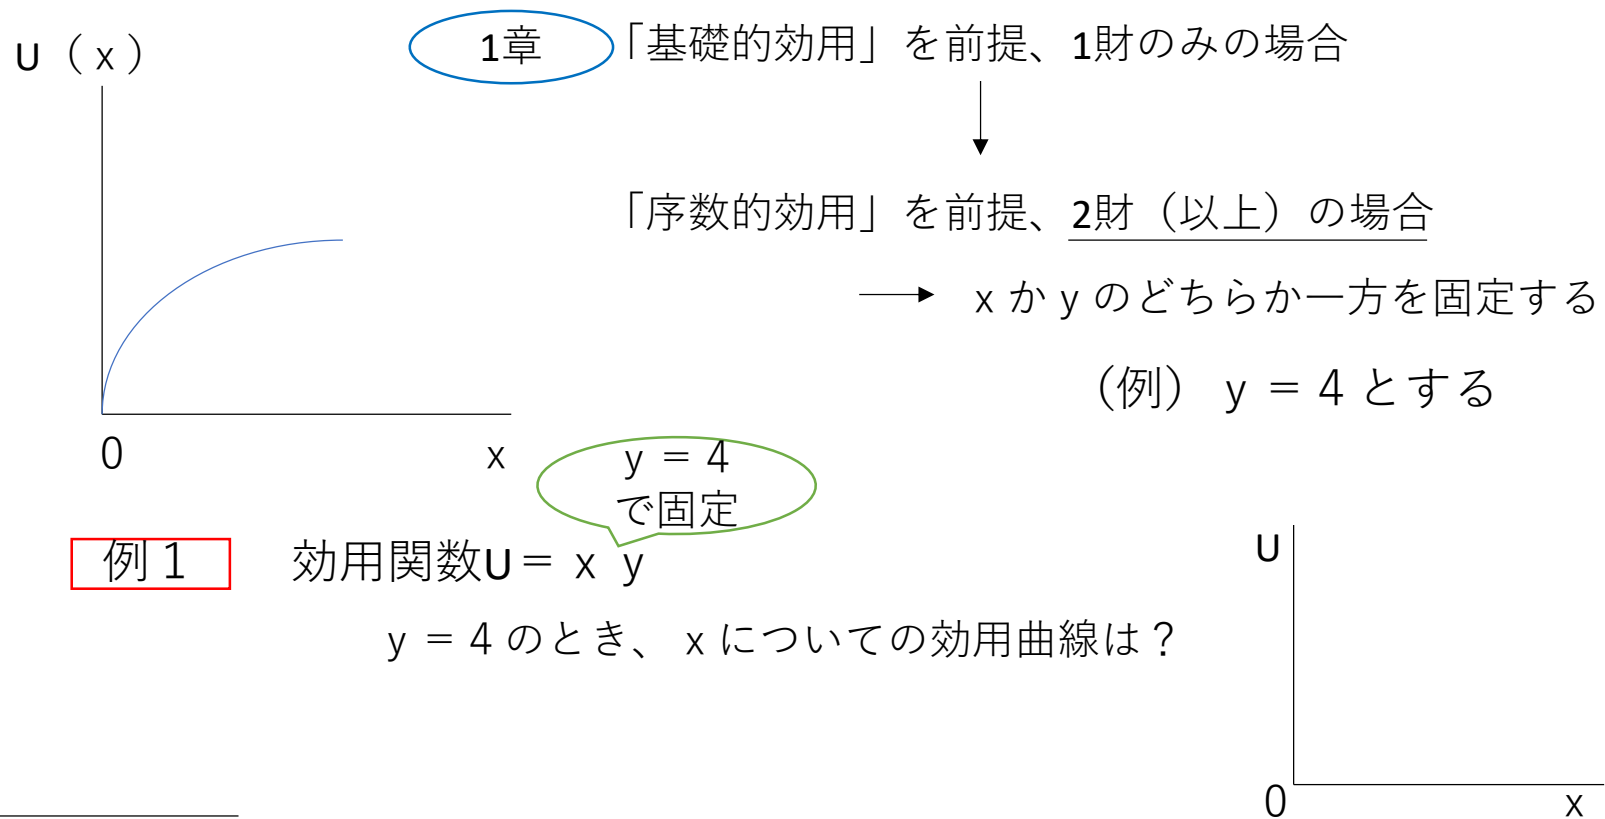 U（x）
1章
「基礎的効用」を前提、1財のみの場合
「序数的効用」を前提、2財（以上）の場合
x か y のどちらか一方を固定する
（例） y = 4 とする
0
x
y = 4
で固定
例１
効用関数U＝ x y
y = 4 のとき、 x についての効用曲線は？
U
0
x